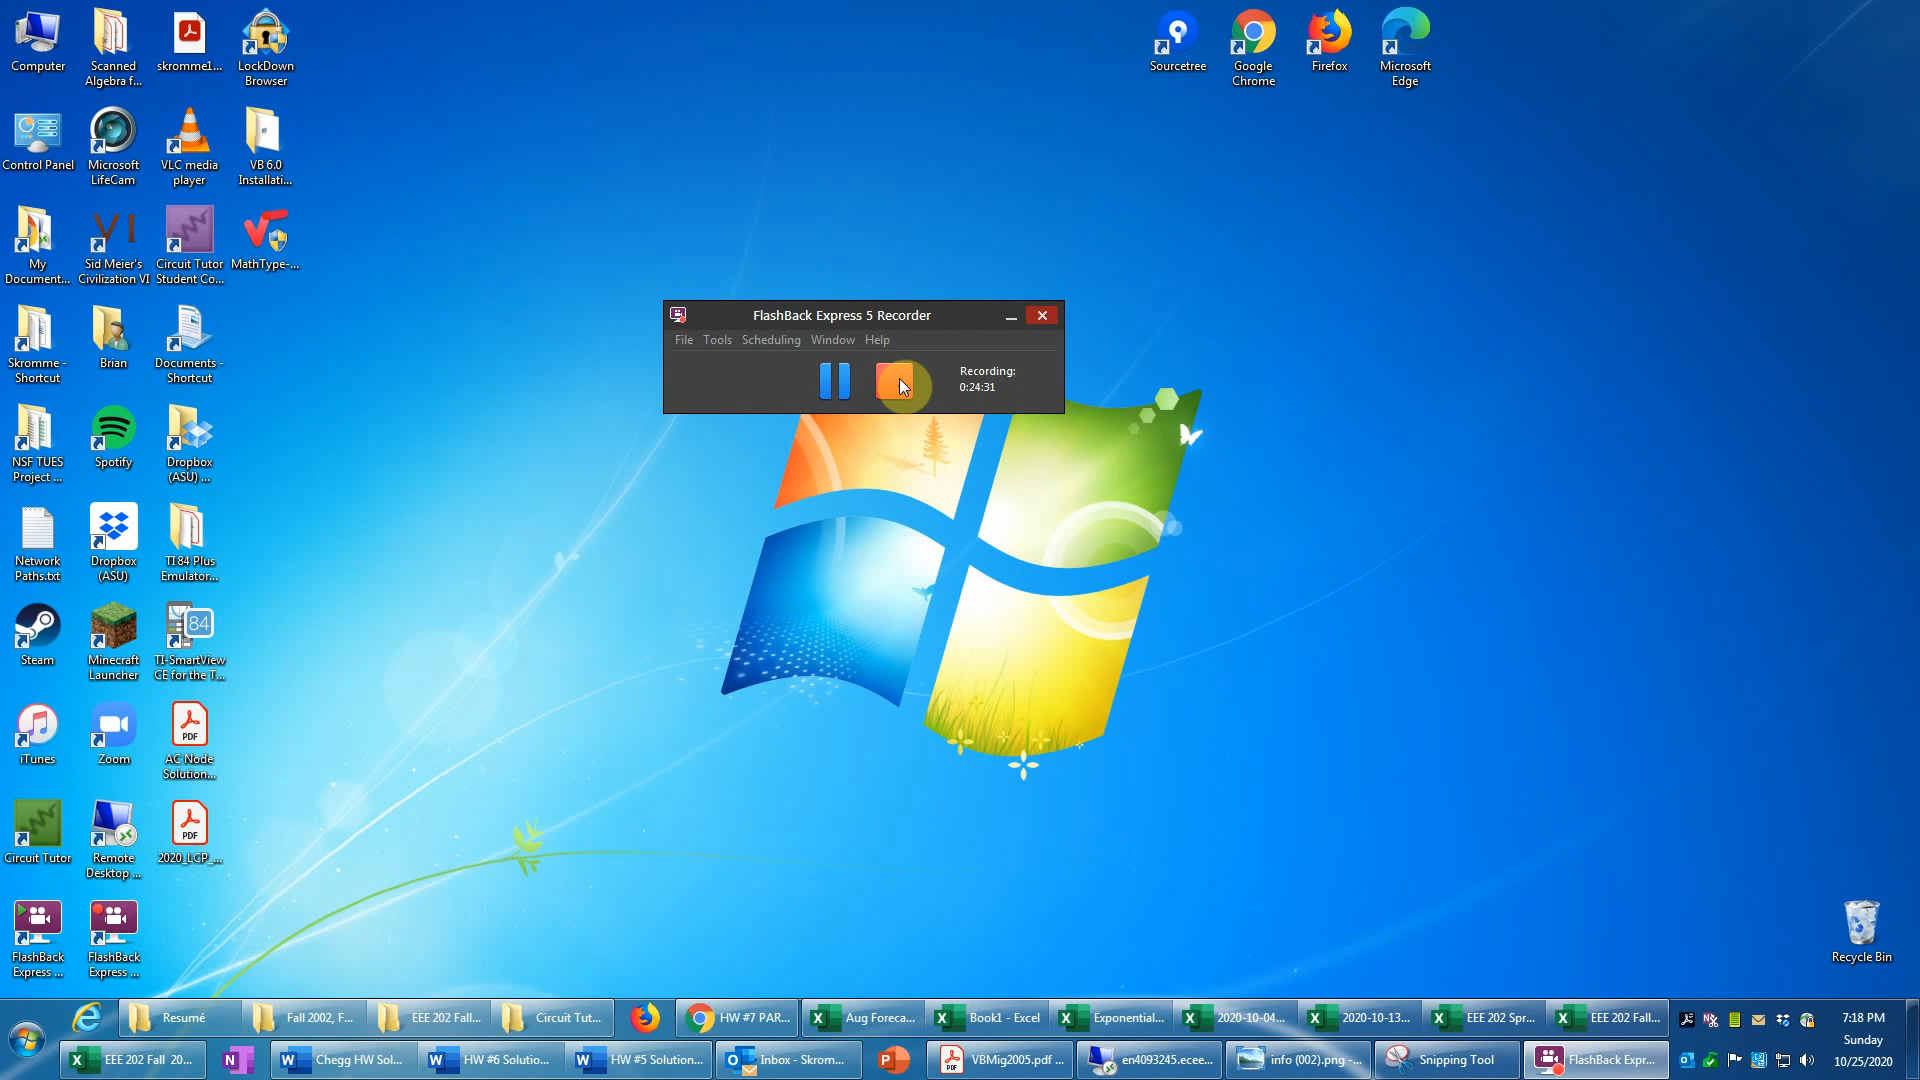 Computer
Scanned
Algebra f...
skromme1...
LockDown
Browser
Sourcetree
Google
Chrome
Firefox
Microsoft
Edge
Control Panel
Microsoft
LifeCam
VLC media
player
VB 6.0
Installati...
My
Document...
VI
Sid Meier's
Civilization VI
Circuit Tutor
Student Co...
MathType-...
FlashBack Express 5 Recorder
File Tools Scheduling Window Help
Recording:
0:24:31
Skromme -
Shortcut
Brian
Documents -
Shortcut
NSF TUES
Project ...
Spotify
Dropbox
(ASU) ...
Network
Paths.txt
Dropbox
(ASU)
TI 84 Plus
Emulator...
84
Steam
Minecraft
Launcher
TI-SmartView
CE for the T...
iTunes
Zoom
PDF
AC Node
Solution...
Circuit Tutor
Remote
Desktop ...
PDF
2020_LCP_...
FlashBack
Express ...
FlashBack
Express ...
Recycle Bin
Resumé
Fall 2002, F...
EEE 202 Fall...
Circuit Tut...
HW #7 PAR...
Aug Foreca...
Book1 - Excel
Exponential...
2020-10-04...
2020-10-13...
EEE 202 Spr...
EEE 202 Fall...
7:18 PM
Sunday
10/25/2020
EEE 202 Fall 20...
Chegg HW Sol...
HW #6 Solutio...
HW #5 Solution...
Inbox - Skrom...
VBMig2005.pdf ...
en4093245.ecee...
info (002).png -...
Snipping Tool
FlashBack Expr...